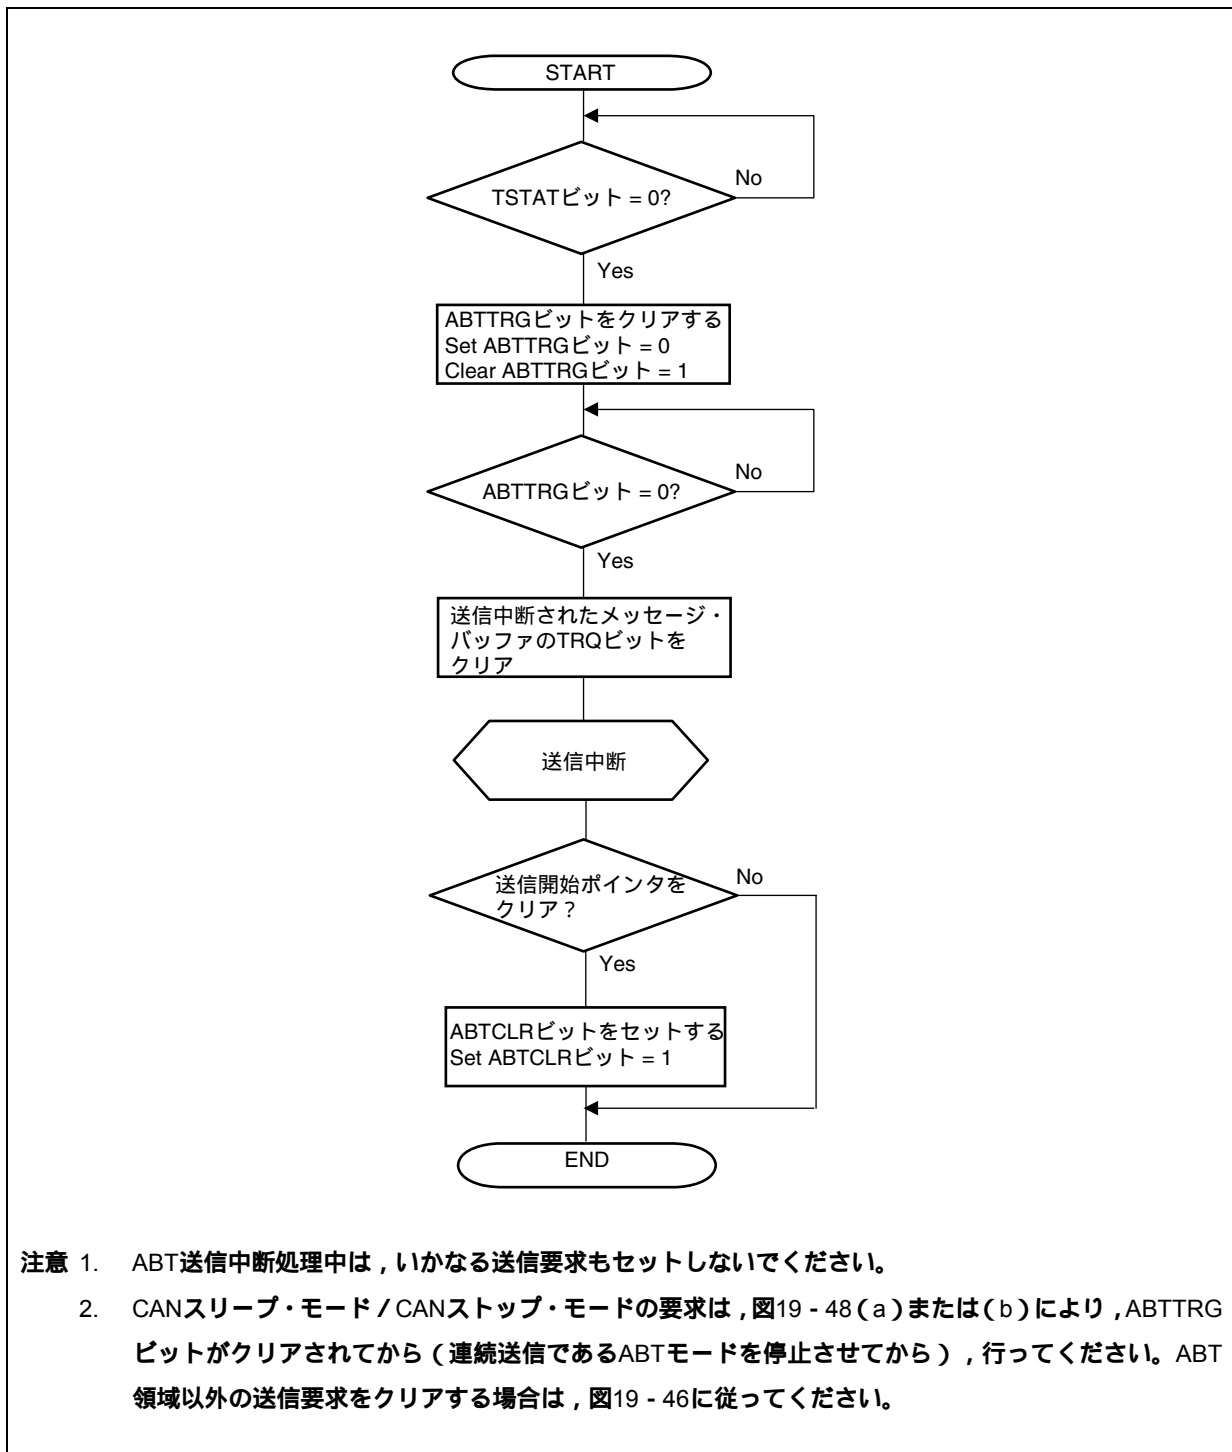 START
TSTATビット = 0?
No
Yes
ABTTRGビットをクリアする
Set ABTTRGビット = 0
Clear ABTTRGビット = 1
ABTTRGビット = 0?
No
Yes
送信中断されたメッセージ・
バッファのTRQビットを
クリア
送信中断
送信開始ポインタを
クリア？
No
Yes
ABTCLRビットをセットする
Set ABTCLRビット = 1
END
注意 1. ABT送信中断処理中は，いかなる送信要求もセットしないでください。
2. CANスリープ・モード／CANストップ・モードの要求は，図19 - 48（a）または（b）により，ABTTRG
ビットがクリアされてから（連続送信であるABTモードを停止させてから），行ってください。ABT
領域以外の送信要求をクリアする場合は，図19 - 46に従ってください。